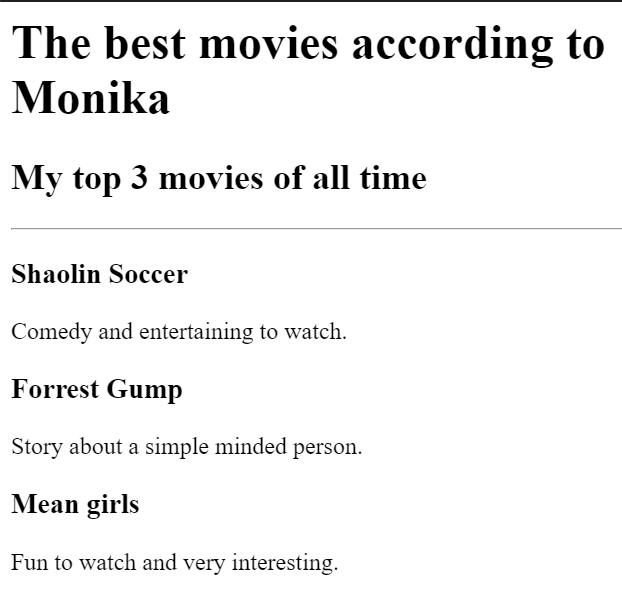 The best movies according to
Monika
My top 3 movies of all time
Shaolin Soccer
Comedy and entertaining to watch.
Forrest Gump
Story about a simple minded person.
Mean girls
Fun to watch and very interesting.